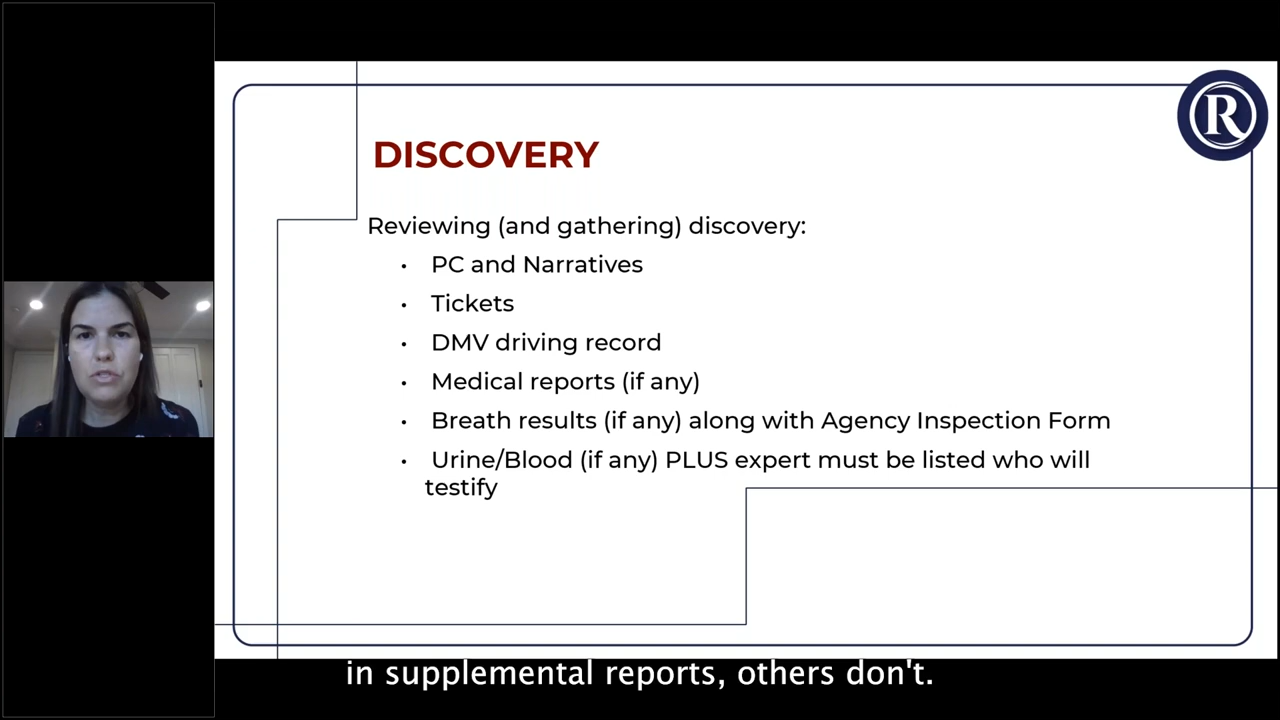 R
DISCOVERY
Reviewing (and gathering) discovery:
• PC and Narratives
• Tickets
• DMV driving record
• Medical reports (if any)
• Breath results (if any) along with Agency Inspection Form
• Urine/Blood (if any) PLUS expert must be listed who will
testify
in supplemental reports, others don't.